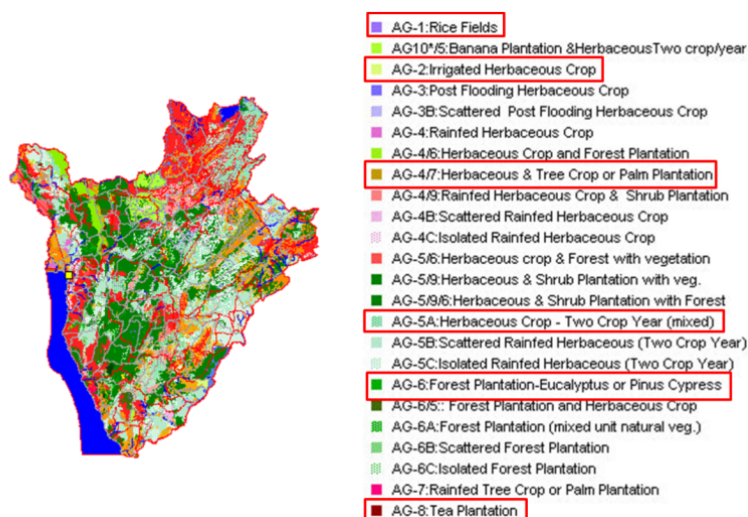 AG-1:Rice Fields
AG10*/5:Banana Plantation &HerbaceousTwo crop/year
AG-2:Irrigated Herbaceous Crop
AG-3:Post Flooding Herbaceous Crop
AG-3B:Scattered Post Flooding Herbaceous Crop
AG-4:Rainfed Herbaceous Crop
AG-4/6:Herbaceous Crop and Forest Plantation
AG-4/7:Herbaceous & Tree Crop or Palm Plantation
AG-4/9:Rainfed Herbaceous Crop & Shrub Plantation
AG-4B:Scattered Rainfed Herbaceous Crop
AG-4C:Isolated Rainfed Herbaceous Crop
AG-5/6:Herbaceous crop & Forest with vegetation
AG-5/9:Herbaceous & Shrub Plantation with veg.
AG-5/9/6:Herbaceous & Shrub Plantation with Forest
AG-5A:Herbaceous Crop - Two Crop Year (mixed)
AG-5B:Scattered Rainfed Herbaceous (Two Crop Year)
AG-5C:Isolated Rainfed Herbaceous (Two Crop Year)
AG-6:Forest Plantation-Eucalyptus or Pinus Cypress
AG-6/5:: Forest Plantation and Herbaceous Crop
AG-6A:Forest Plantation (mixed unit natural veg.)
AG-6B:Scattered Forest Plantation
AG-6C:Isolated Forest Plantation
AG-7:Rainfed Tree Crop or Palm Plantation
AG-8:Tea Plantation